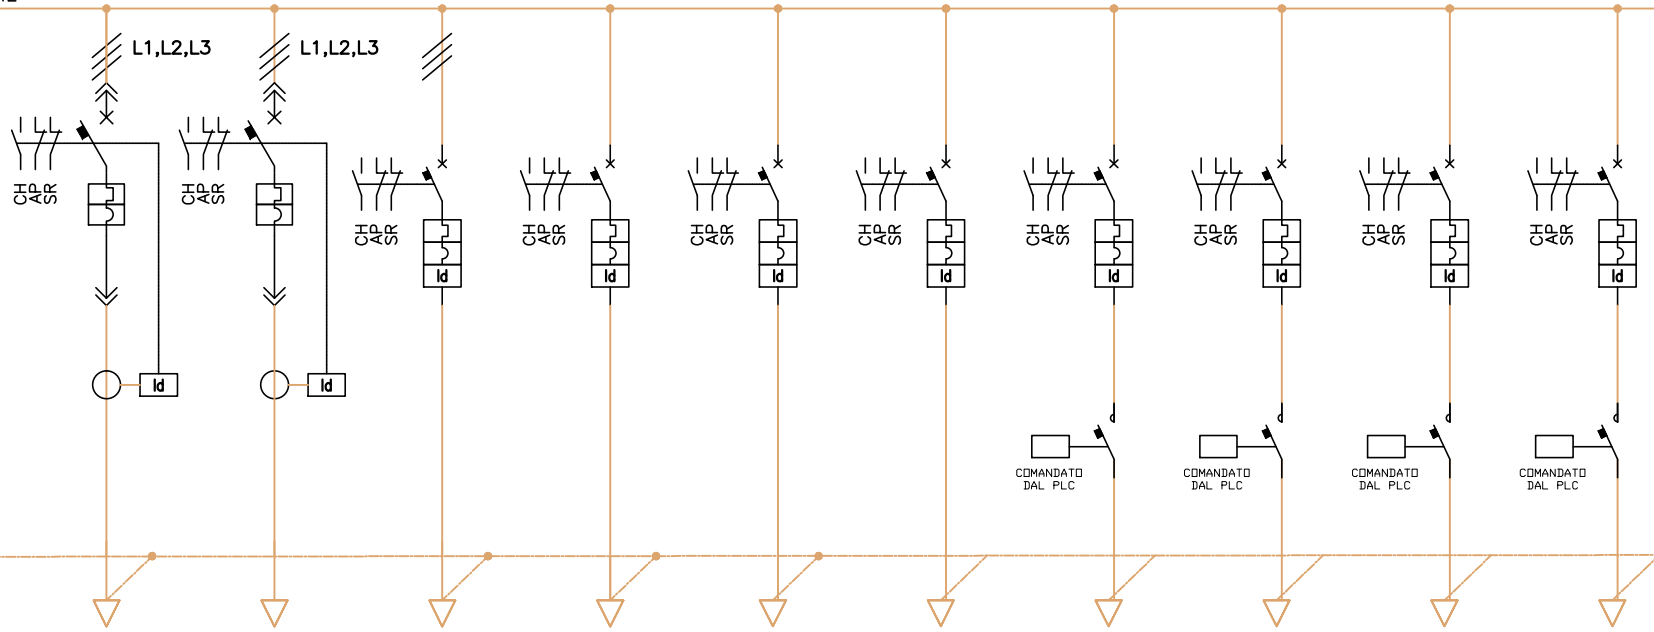 L1,L2,L3
L1,L2,L3
CH
AP
SR
CH
AP
SR
CH
AP
SR
CH
AP
SR
CH
AP
SR
CH
AP
SR
CH
AP
SR
CH
AP
SR
CH
AP
SR
CH
AP
SR
Id
Id
Id
Id
Id
Id
Id
Id
Id
Id
COMANDATO
DAL PLC
COMANDATO
DAL PLC
COMANDATO
DAL PLC
COMANDATO
DAL PLC